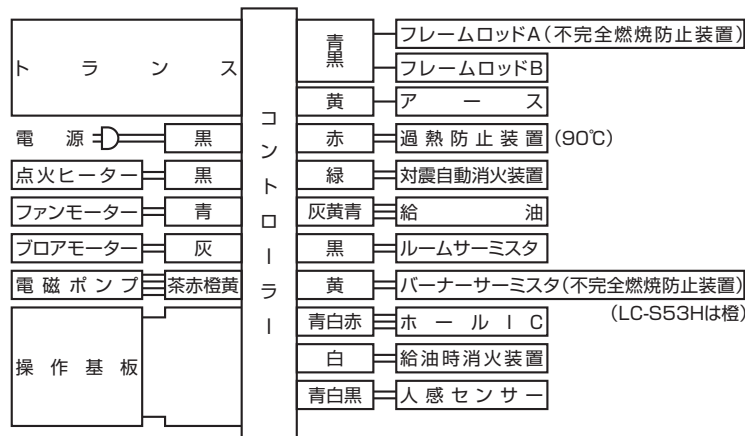 トランス
電源 黒
点火ヒーター 黒
ファンモーター 青
ブロアモーター 灰
電磁ポンプ 茶赤橙黄
操作基板
コントローラー
青黒 フレームロッドA(不完全燃焼防止装置)
フレームロッドB
黄 アース
赤 過熱防止装置 (90℃)
緑 対震自動消火装置
灰黄青 給油
黒 ルームサーミスタ
黄 バーナーサーミスタ(不完全燃焼防止装置)
(LC-S53Hは橙)
青白赤 ホールIC
白 給油時消火装置
青白黒 人感センサー